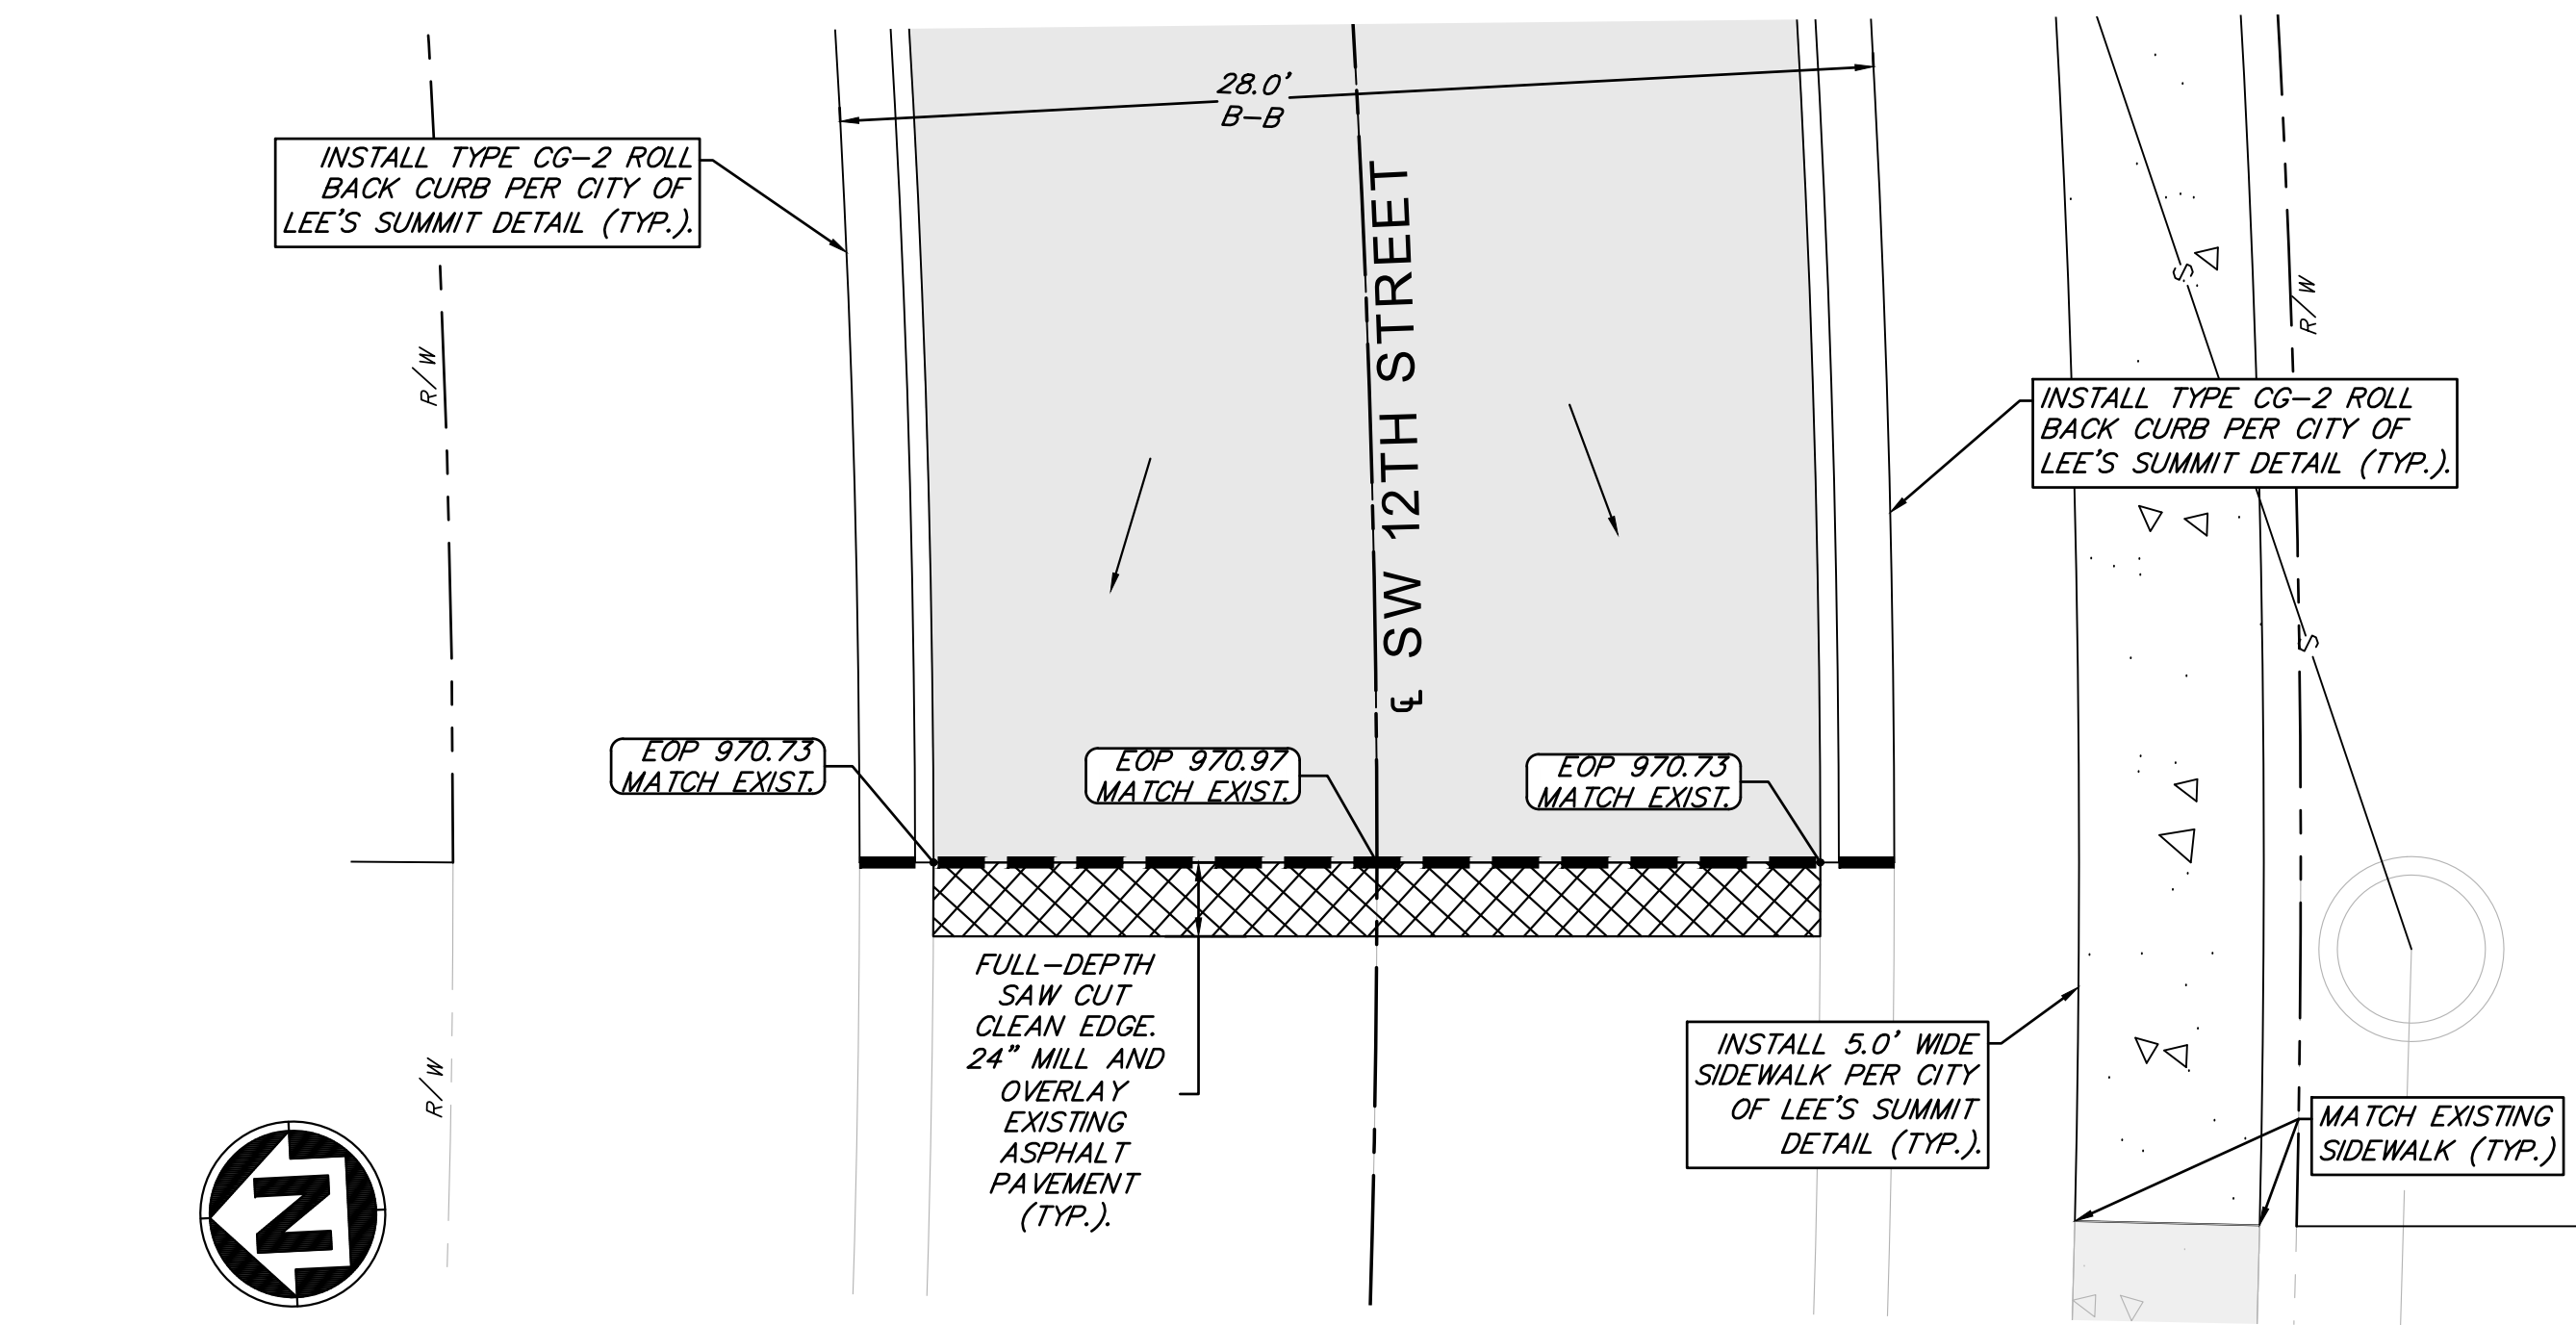 28.0'
B-B
INSTALL TYPE CG-2 ROLL
BACK CURB PER CITY OF
LEE'S SUMMIT DETAIL (TYP.).
R/W
R/W
INSTALL TYPE CG-2 ROLL
BACK CURB PER CITY OF
LEE'S SUMMIT DETAIL (TYP.).
S
S
℄ SW 12TH STREET
EOP 970.73
MATCH EXIST.
EOP 970.97
MATCH EXIST.
EOP 970.73
MATCH EXIST.
FULL-DEPTH
SAW CUT
CLEAN EDGE.
24" MILL AND
OVERLAY
EXISTING
ASPHALT
PAVEMENT
(TYP.).
INSTALL 5.0' WIDE
SIDEWALK PER CITY
OF LEE'S SUMMIT
DETAIL (TYP.).
MATCH EXISTING
SIDEWALK (TYP.)
R/W
N